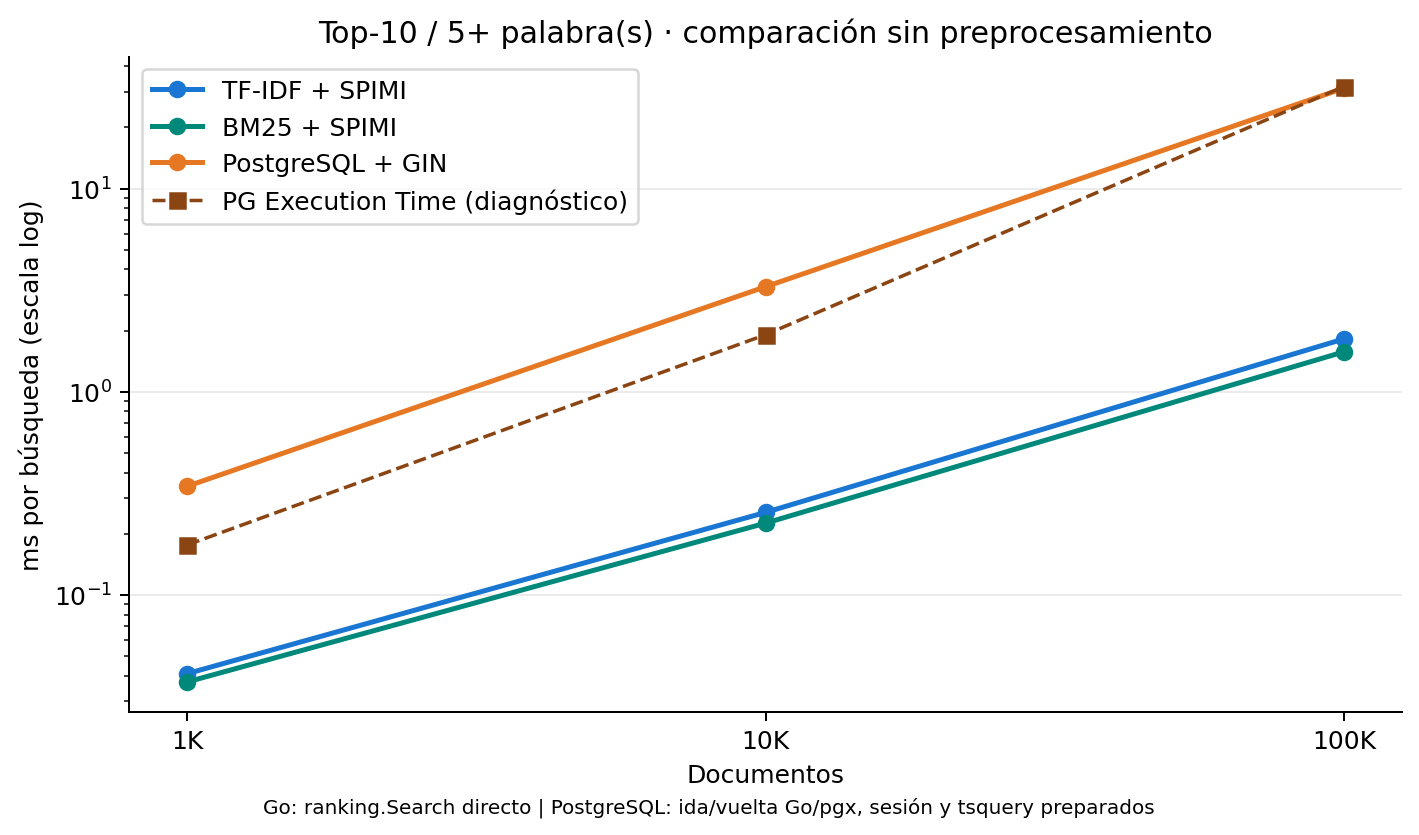 Top-10 / 5+ palabra(s) · comparación sin preprocesamiento
TF-IDF + SPIMI
BM25 + SPIMI
PostgreSQL + GIN
PG Execution Time (diagnóstico)
ms por búsqueda (escala log)
10¹
10⁰
10⁻¹
1K
10K
100K
Documentos
Go: ranking.Search directo | PostgreSQL: ida/vuelta Go/pgx, sesión y tsquery preparados